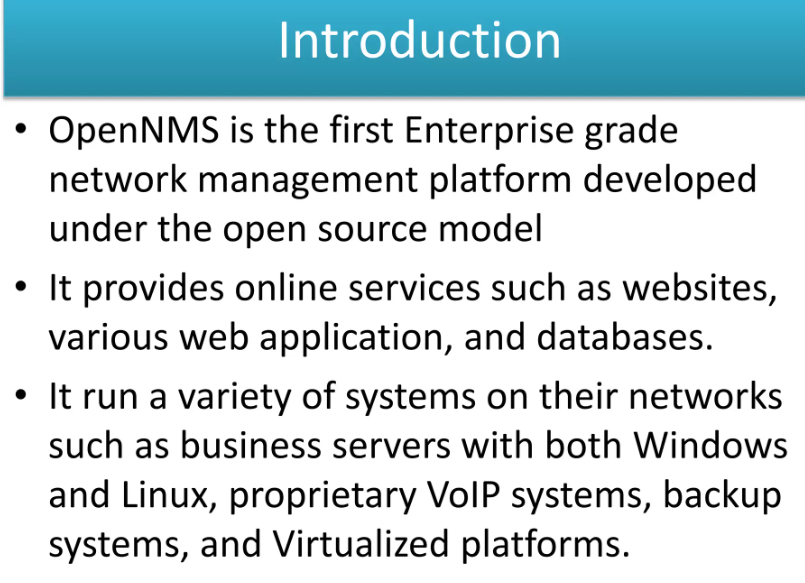 Introduction
• OpenNMS is the first Enterprise grade
network management platform developed
under the open source model
• It provides online services such as websites,
various web application, and databases.
• It run a variety of systems on their networks
such as business servers with both Windows
and Linux, proprietary VoIP systems, backup
systems, and Virtualized platforms.